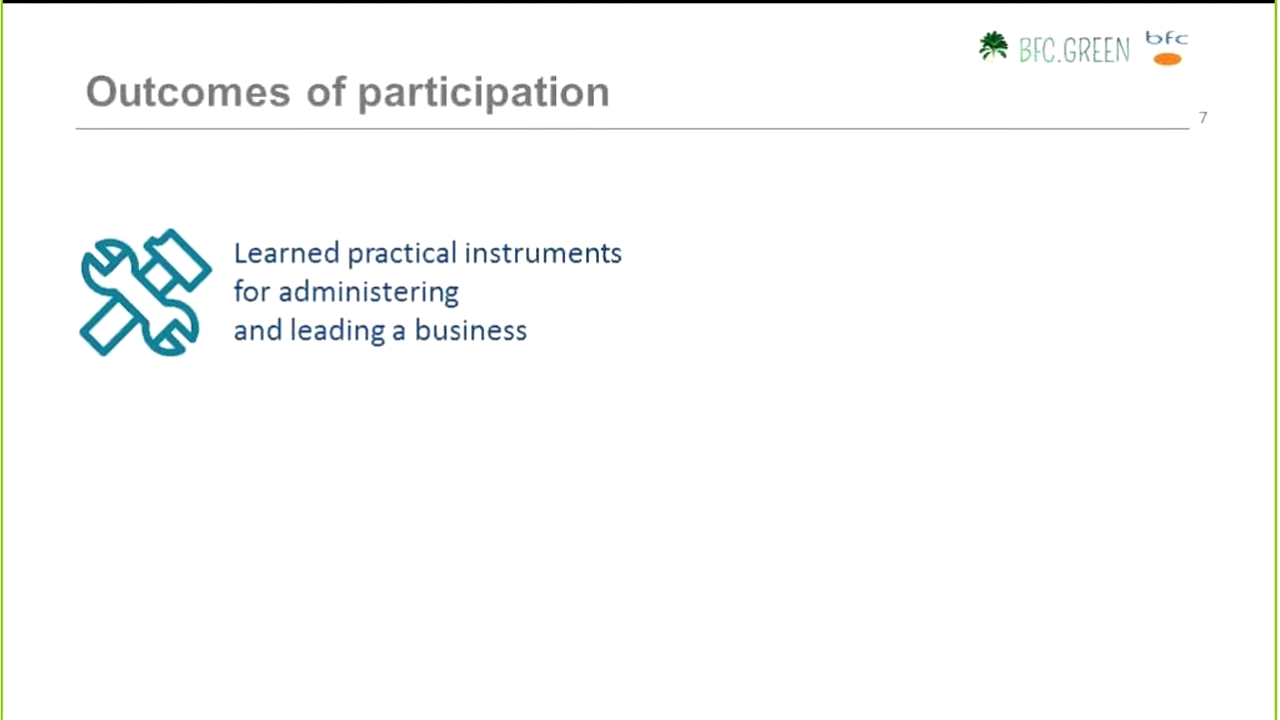 BFC.GREEN
bfc
Outcomes of participation
7
Learned practical instruments
for administering
and leading a business